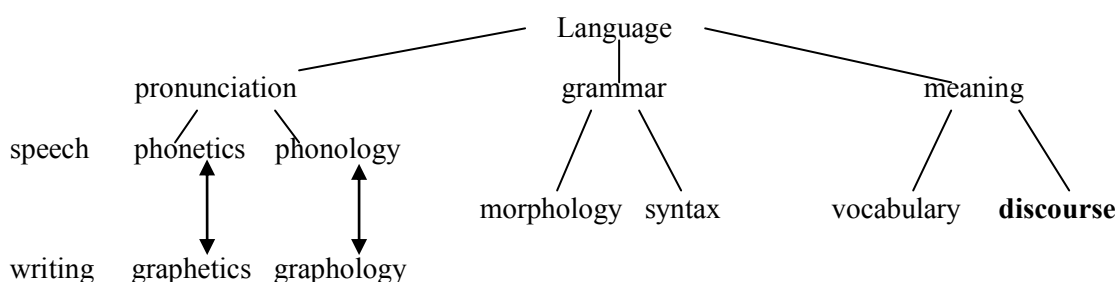 Language
pronunciation grammar meaning
speech phonetics phonology
morphology syntax vocabulary discourse
writing graphetics graphology